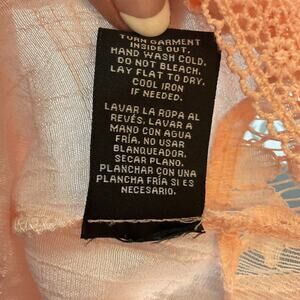 TURN GARMENT
INSIDE OUT.
HAND WASH COLD.
DO NOT BLEACH.
LAY FLAT TO DRY.
COOL IRON
IF NEEDED.
LAVAR LA ROPA AL
REVÉS, LAVAR A
MANO CON AGUA
FRÍA, NO USAR
BLANQUEADOR,
SECAR PLANO.
PLANCHAR CON UNA
PLANCHA FRÍA SI ES
NECESARIO.